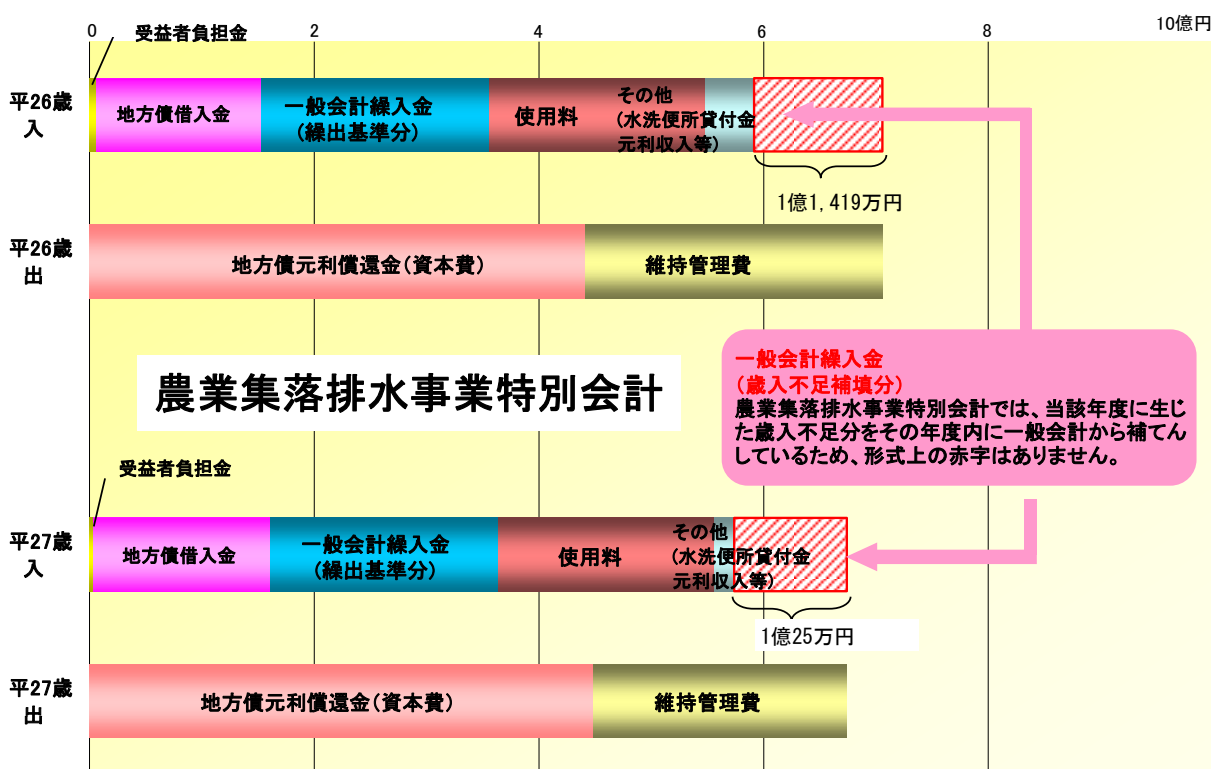 0
2
4
6
8
10億円
受益者負担金
平26歳
入
地方債借入金
一般会計繰入金
(繰出基準分)
使用料
その他
(水洗便所貸付金
元利収入等)
1億1,419万円
平26歳
出
地方債元利償還金(資本費)
維持管理費
一般会計繰入金
(歳入不足補填分)
農業集落排水事業特別会計では、当該年度に生じ
た歳入不足分をその年度内に一般会計から補てん
しているため、形式上の赤字はありません。
農業集落排水事業特別会計
受益者負担金
平27歳
入
地方債借入金
一般会計繰入金
(繰出基準分)
使用料
その他
(水洗便所貸付金
元利収入等)
1億25万円
平27歳
出
地方債元利償還金(資本費)
維持管理費